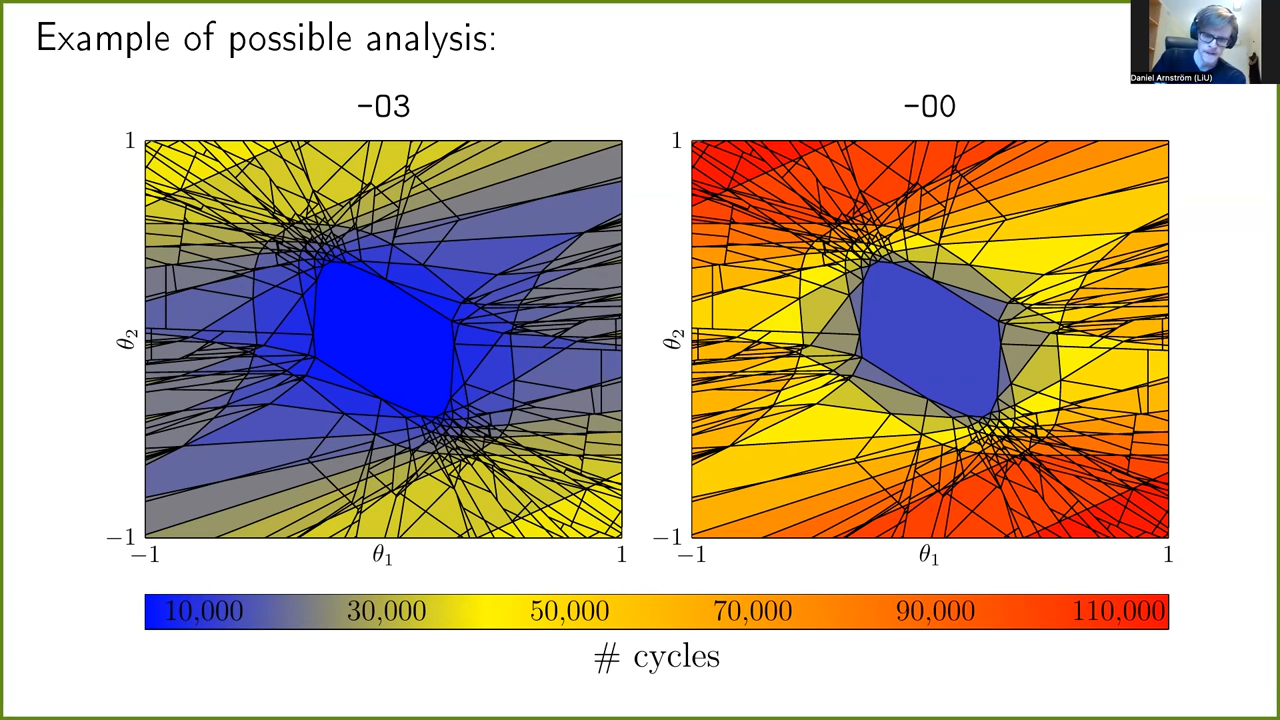 Example of possible analysis:
Daniel Arnström (LiU)
-O3
-O0
1
θ2
−1
−1
θ1
1
1
θ2
−1
−1
θ1
1
10,000 30,000 50,000 70,000 90,000 110,000
# cycles